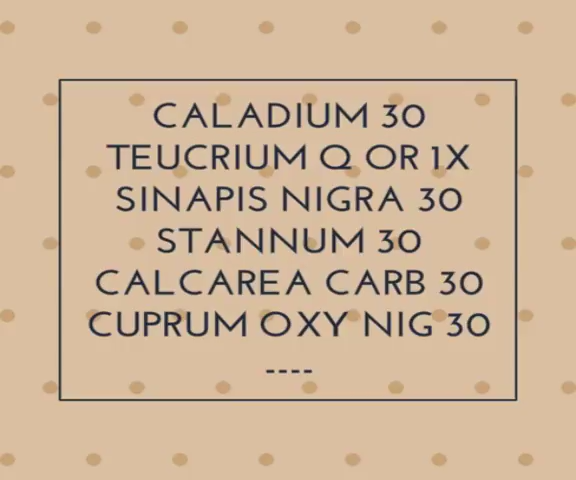 CALADIUM 30
TEUCRIUM Q OR 1X
SINAPIS NIGRA 30
STANNUM 30
CALCAREA CARB 30
CUPRUM OXY NIG 30
----